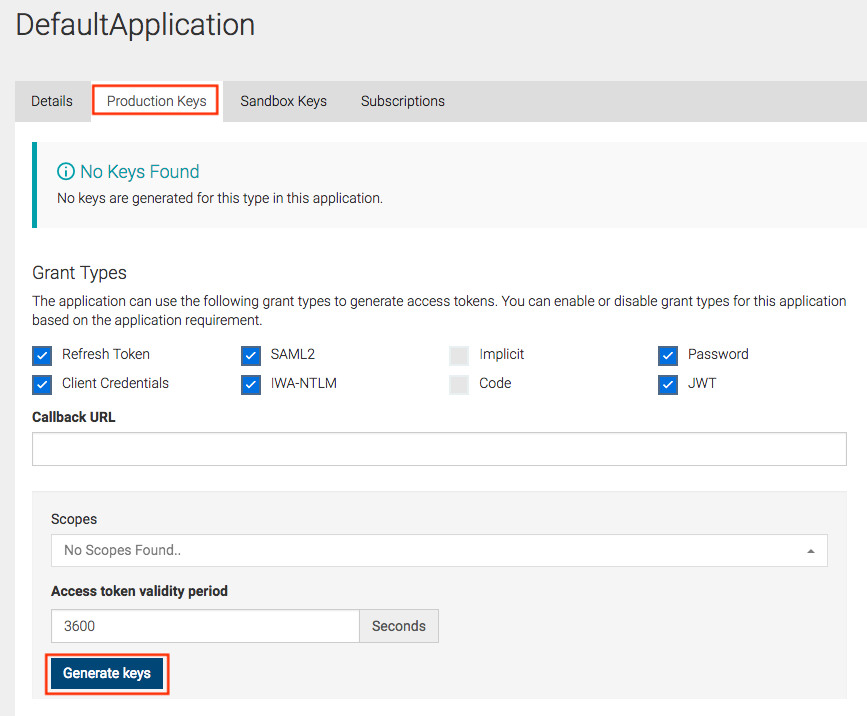 DefaultApplication
Details Production Keys Sandbox Keys Subscriptions
No Keys Found
No keys are generated for this type in this application.
Grant Types
The application can use the following grant types to generate access tokens. You can enable or disable grant types for this application
based on the application requirement.
Refresh Token SAML2 Implicit Password
Client Credentials IWA-NTLM Code JWT
Callback URL
Scopes
No Scopes Found..
Access token validity period
3600 Seconds
Generate keys